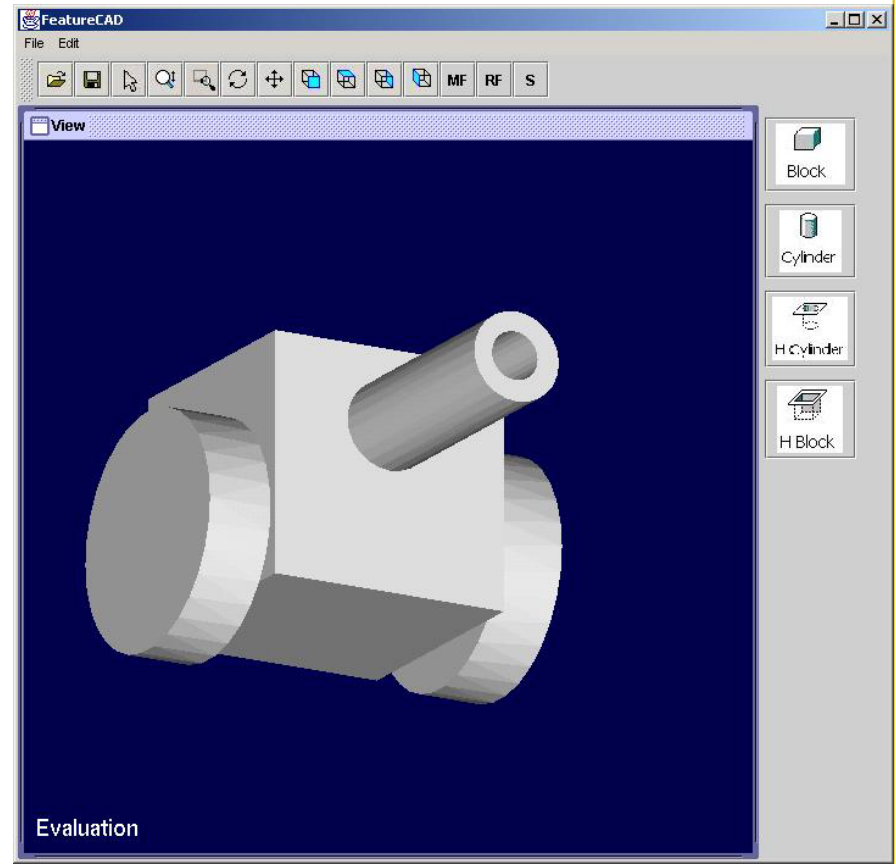 FeatureCAD
File Edit
MF RF S
View
Block
Cylinder
H Cylinder
H Block
Evaluation